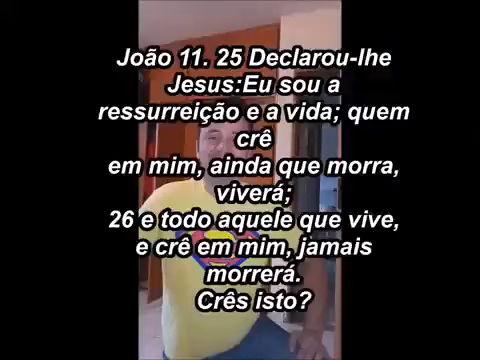 João 11. 25 Declarou-lhe
Jesus:Eu sou a
ressurreição e a vida; quem
crê
em mim, ainda que morra,
viverá;
26 e todo aquele que vive,
e crê em mim, jamais
morrerá.
Crês isto?